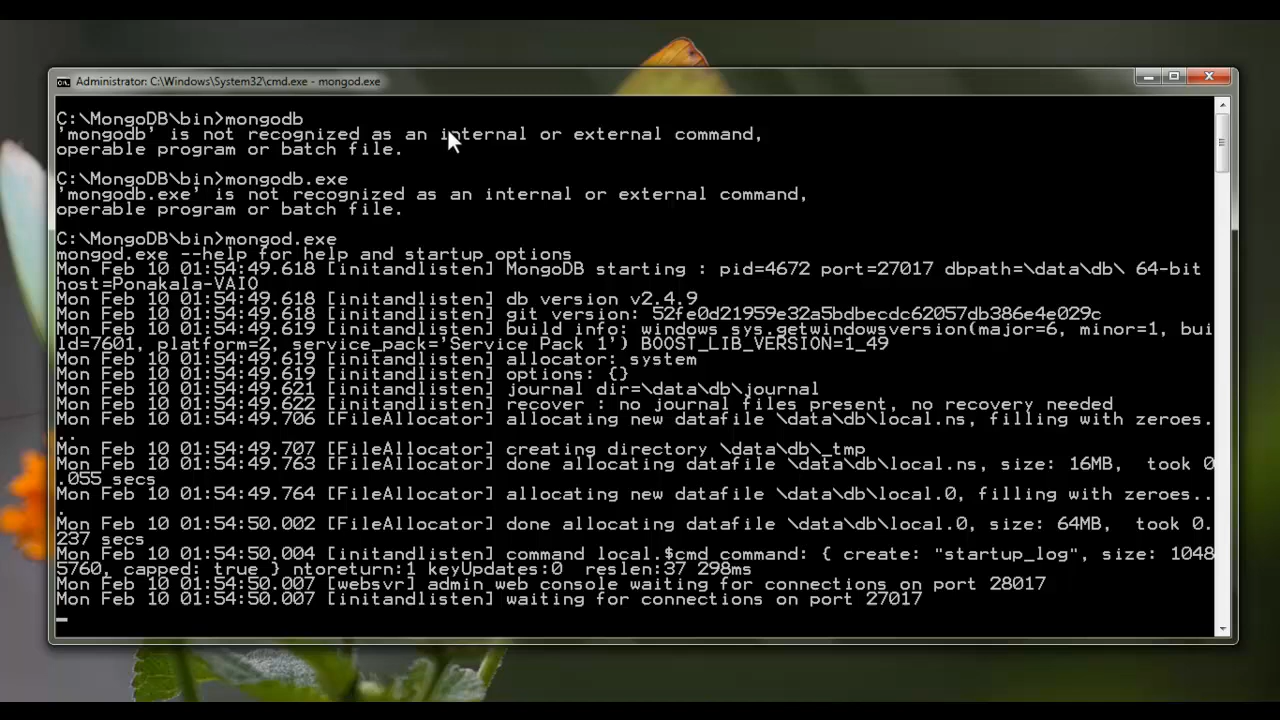 Administrator: C:\Windows\System32\cmd.exe - mongod.exe
C:\MongoDB\bin>mongodb
'mongodb' is not recognized as an internal or external command,
operable program or batch file.
C:\MongoDB\bin>mongodb.exe
'mongodb.exe' is not recognized as an internal or external command,
operable program or batch file.
C:\MongoDB\bin>mongod.exe
mongod.exe --help for help and startup options
Mon Feb 10 01:54:49.618 [initandlisten] MongoDB starting : pid=4672 port=27017 dbpath=\data\db\ 64-bit
host=Ponakala-VAIO
Mon Feb 10 01:54:49.618 [initandlisten] db version v2.4.9
Mon Feb 10 01:54:49.618 [initandlisten] git version: 52fe0d21959e32a5bdbecdc62057db386e4e029c
Mon Feb 10 01:54:49.619 [initandlisten] build info: windows sys.getwindowsversion(major=6, minor=1, bui
ld=7601, platform=2, service_pack='Service Pack 1') BOOST_LIB_VERSION=1_49
Mon Feb 10 01:54:49.619 [initandlisten] allocator: system
Mon Feb 10 01:54:49.619 [initandlisten] options: {}
Mon Feb 10 01:54:49.621 [initandlisten] journal dir=\data\db\journal
Mon Feb 10 01:54:49.622 [initandlisten] recover : no journal files present, no recovery needed
Mon Feb 10 01:54:49.706 [FileAllocator] allocating new datafile \data\db\local.ns, filling with zeroes.
..
Mon Feb 10 01:54:49.707 [FileAllocator] creating directory \data\db\_tmp
Mon Feb 10 01:54:49.763 [FileAllocator] done allocating datafile \data\db\local.ns, size: 16MB,  took 0
.055 secs
Mon Feb 10 01:54:49.764 [FileAllocator] allocating new datafile \data\db\local.0, filling with zeroes..
.
Mon Feb 10 01:54:50.002 [FileAllocator] done allocating datafile \data\db\local.0, size: 64MB,  took 0.
237 secs
Mon Feb 10 01:54:50.004 [initandlisten] command local.$cmd command: { create: "startup_log", size: 1048
5760, capped: true } ntoreturn:1 keyUpdates:0  reslen:37 298ms
Mon Feb 10 01:54:50.007 [websvr] admin web console waiting for connections on port 28017
Mon Feb 10 01:54:50.007 [initandlisten] waiting for connections on port 27017